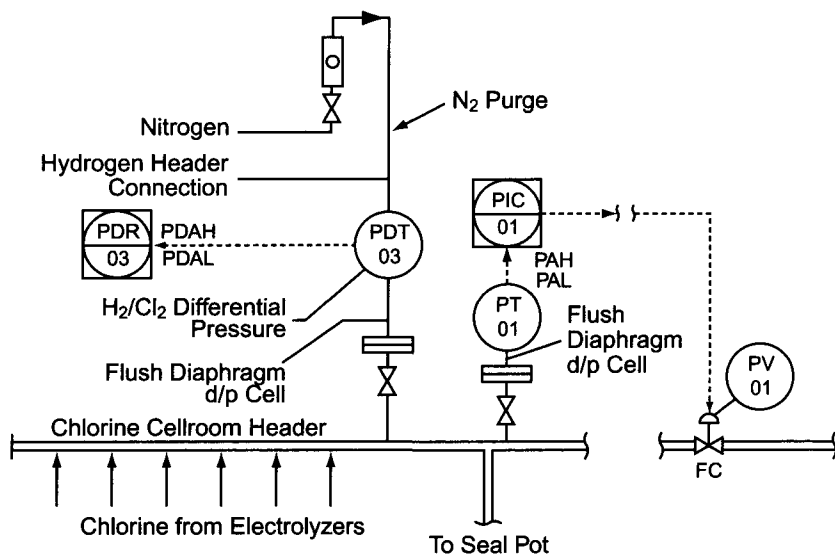 N2 Purge
Nitrogen
Hydrogen Header
Connection
PDR
03
PDAH
PDAL
PDT
03
PIC
01
PAH
PAL
H2/Cl2 Differential
Pressure
PT
01
Flush
Diaphragm
d/p Cell
Flush Diaphragm
d/p Cell
PV
01
Chlorine Cellroom Header
FC
Chlorine from Electrolyzers
To Seal Pot